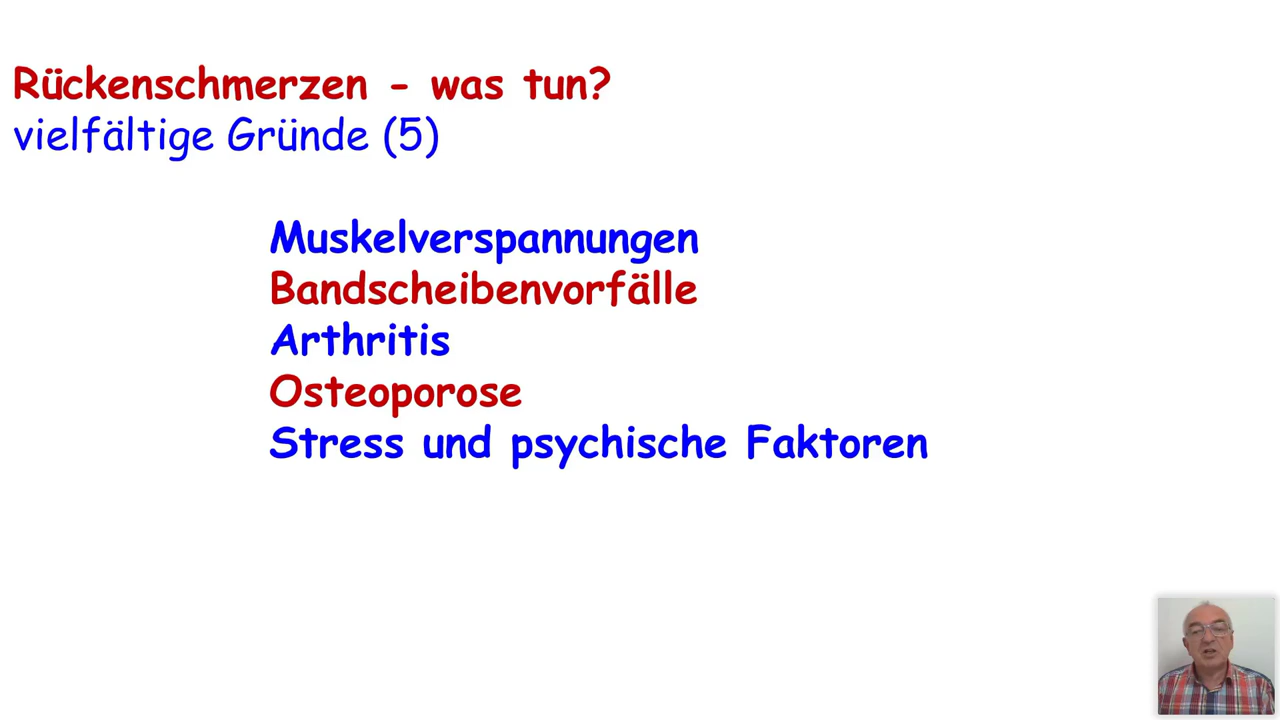 Rückenschmerzen - was tun?
vielfältige Gründe (5)
Muskelverspannungen
Bandscheibenvorfälle
Arthritis
Osteoporose
Stress und psychische Faktoren